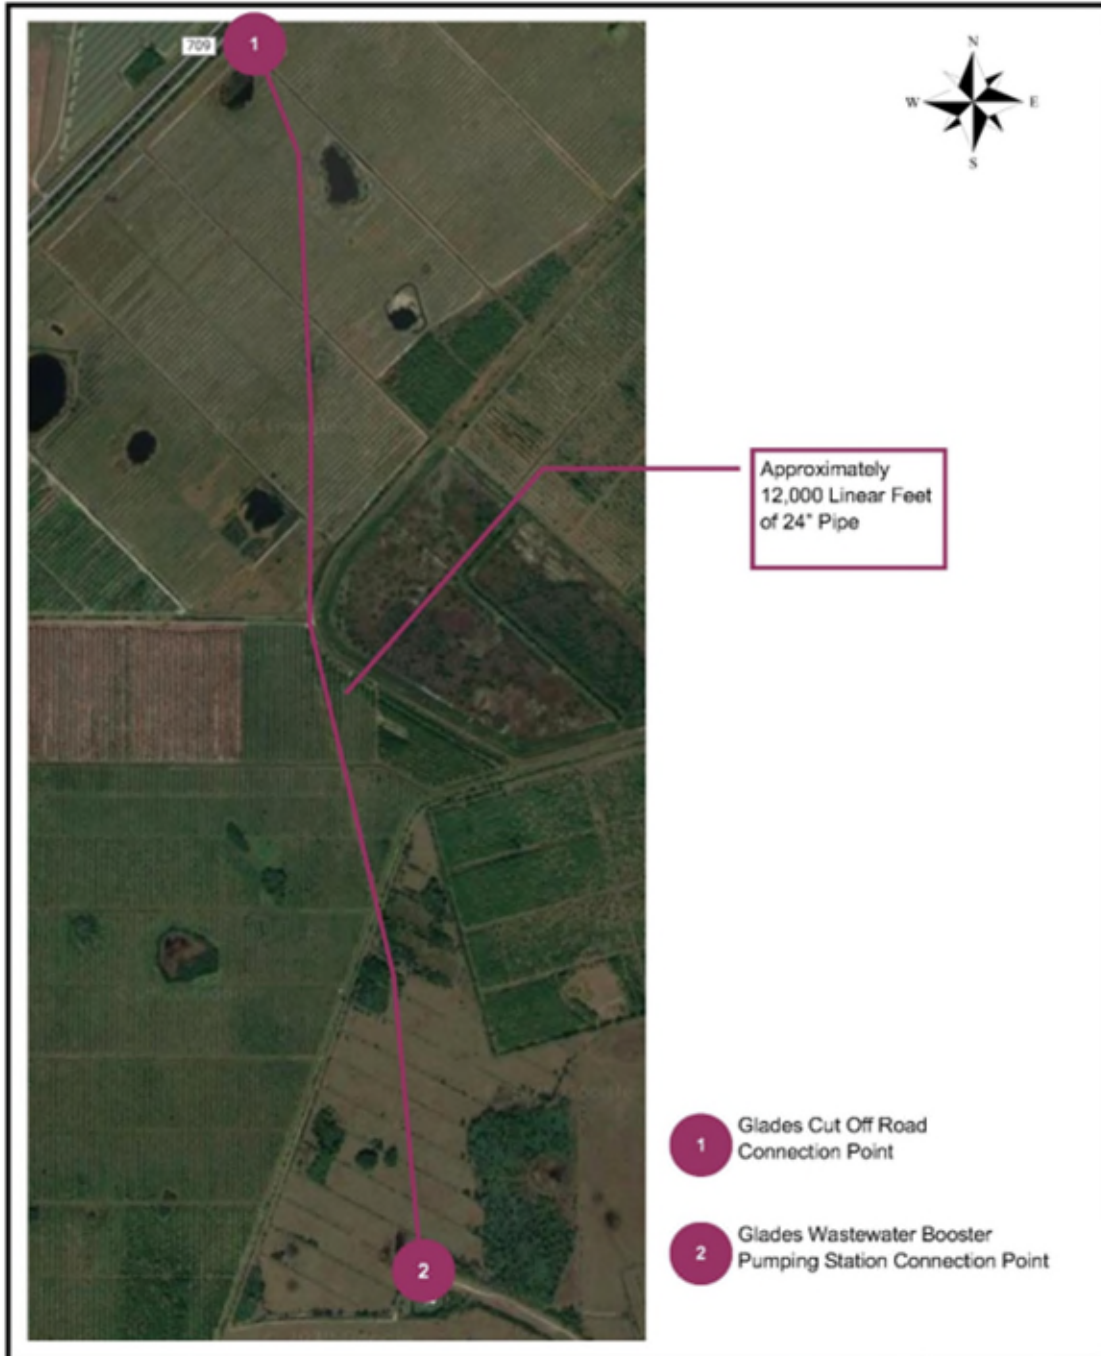 709
1
N
W
E
S
Approximately
12,000 Linear Feet
of 24" Pipe
1
Glades Cut Off Road
Connection Point
2
Glades Wastewater Booster
Pumping Station Connection Point
2